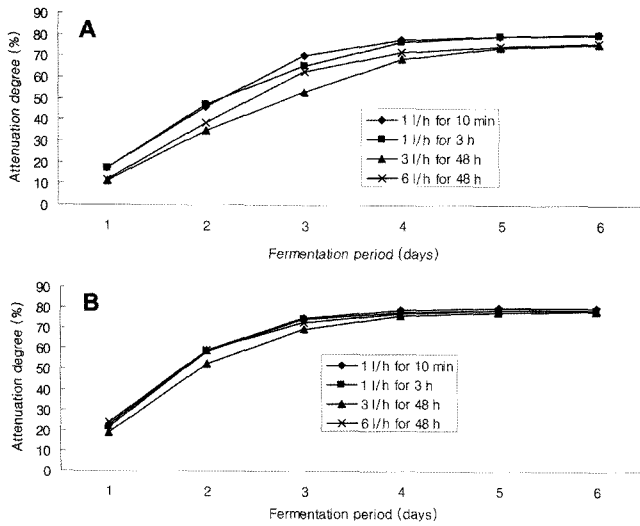 A
Attenuation degree (%)
90
80
70
60
50
40
30
20
10
0
1 l/h for 10 min
1 l/h for 3 h
3 l/h for 48 h
6 l/h for 48 h
1 2 3 4 5 6
Fermentation period (days)
B
Attenuation degree (%)
90
80
70
60
50
40
30
20
10
0
1 l/h for 10 min
1 l/h for 3 h
3 l/h for 48 h
6 l/h for 48 h
1 2 3 4 5 6
Fermentation period (days)